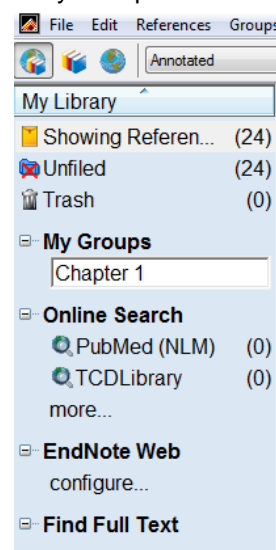 File Edit References Groups
Annotated
My Library
Showing Referen... (24)
Unfiled (24)
Trash (0)
My Groups
Chapter 1
Online Search
PubMed (NLM) (0)
TCDLibrary (0)
more...
EndNote Web
configure...
Find Full Text